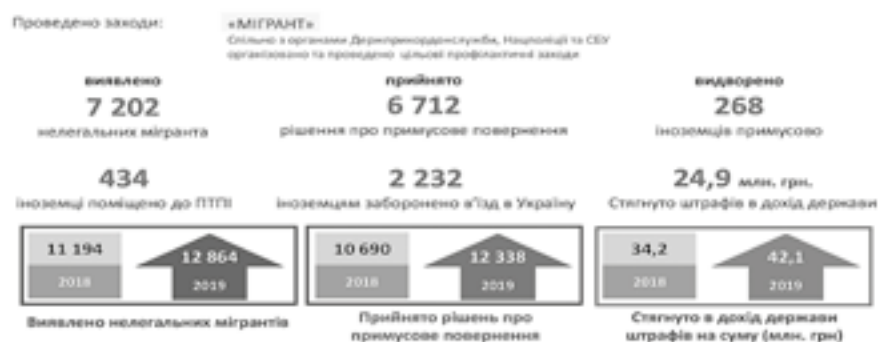 Проведено заходи:
«МІГРАНТ»
Спільно з органами Держприкордонслужби, Нацполіції та СБУ
організовано та проведено цільові профілактичні заходи
виявлено
7 202
нелегальних мігранта
прийнято
6 712
рішення про примусове повернення
видворено
268
іноземців примусово
434
іноземці поміщено до ПТПІ
2 232
іноземцям заборонено в'їзд в Україну
24,9 млн. грн.
Стягнуто штрафів в дохід держави
11 194
2018
12 864
2019
Виявлено нелегальних мігрантів
10 690
2018
12 338
2019
Прийнято рішень про
примусове повернення
34,2
2018
42,1
2019
Стягнуто в дохід держави
штрафів на суму (млн. грн)